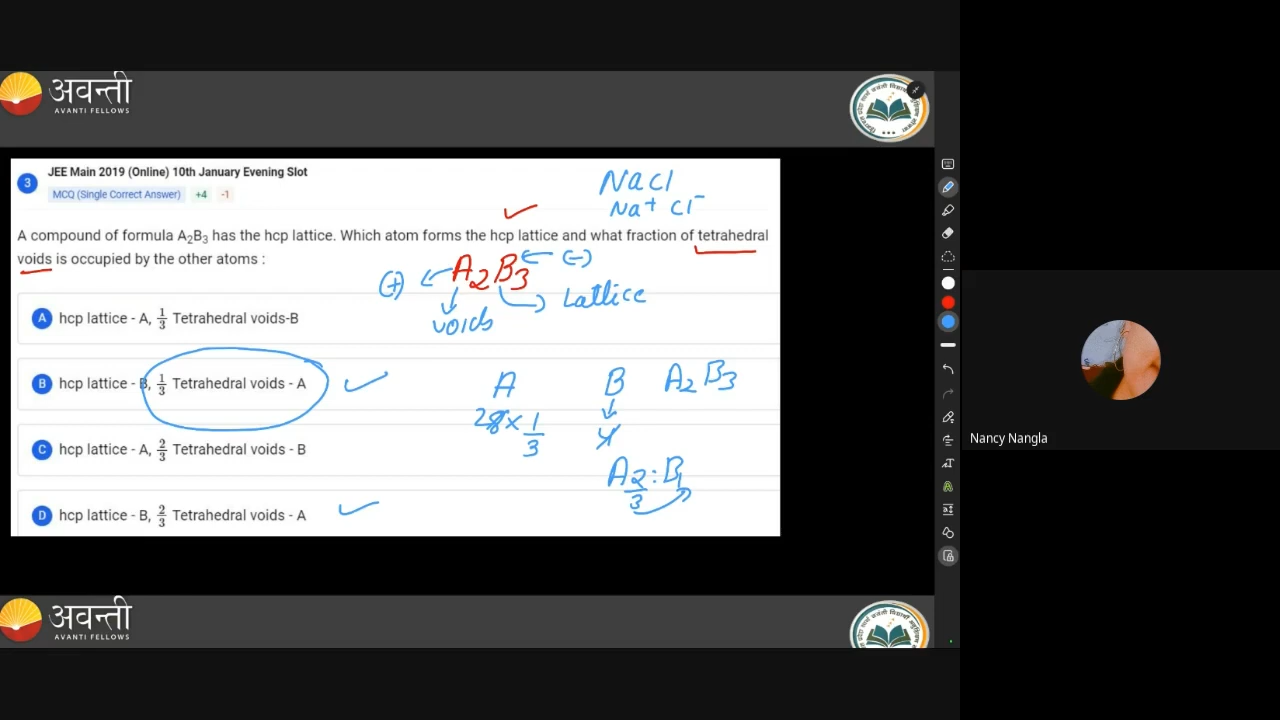 अवन्ती
AVANTI FELLOWS
3
JEE Main 2019 (Online) 10th January Evening Slot
MCQ (Single Correct Answer) +4 -1
NaCl
Na+ Cl-
A compound of formula A₂B₃ has the hcp lattice. Which atom forms the hcp lattice and what fraction of tetrahedral
voids is occupied by the other atoms :
(+) A₂B₃ (-)
voids Lattice
A hcp lattice - A, 1/3 Tetrahedral voids-B
B hcp lattice - B, 1/3 Tetrahedral voids - A
A B A₂B₃
28 × 1/3 4
A 2/3 : B1
C hcp lattice - A, 2/3 Tetrahedral voids - B
D hcp lattice - B, 2/3 Tetrahedral voids - A
Nancy Nangla
अवन्ती
AVANTI FELLOWS